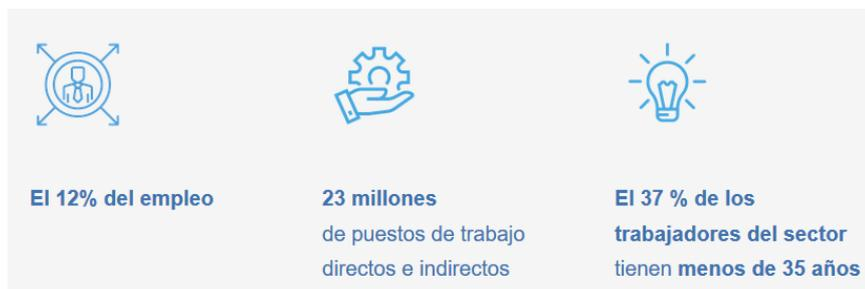 El 12% del empleo
23 millones
de puestos de trabajo
directos e indirectos
El 37 % de los
trabajadores del sector
tienen menos de 35 años